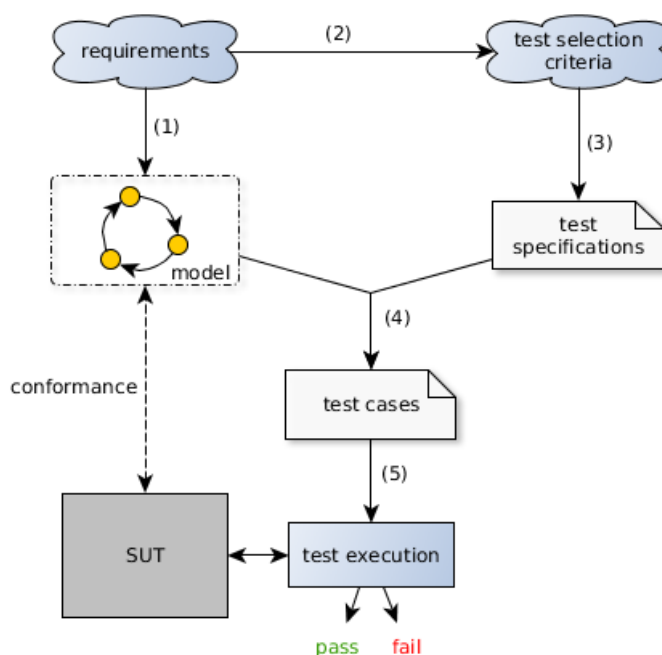 requirements
(2)
test selection
criteria
(1)
(3)
model
test
specifications
(4)
conformance
test cases
(5)
SUT
test execution
pass
fail